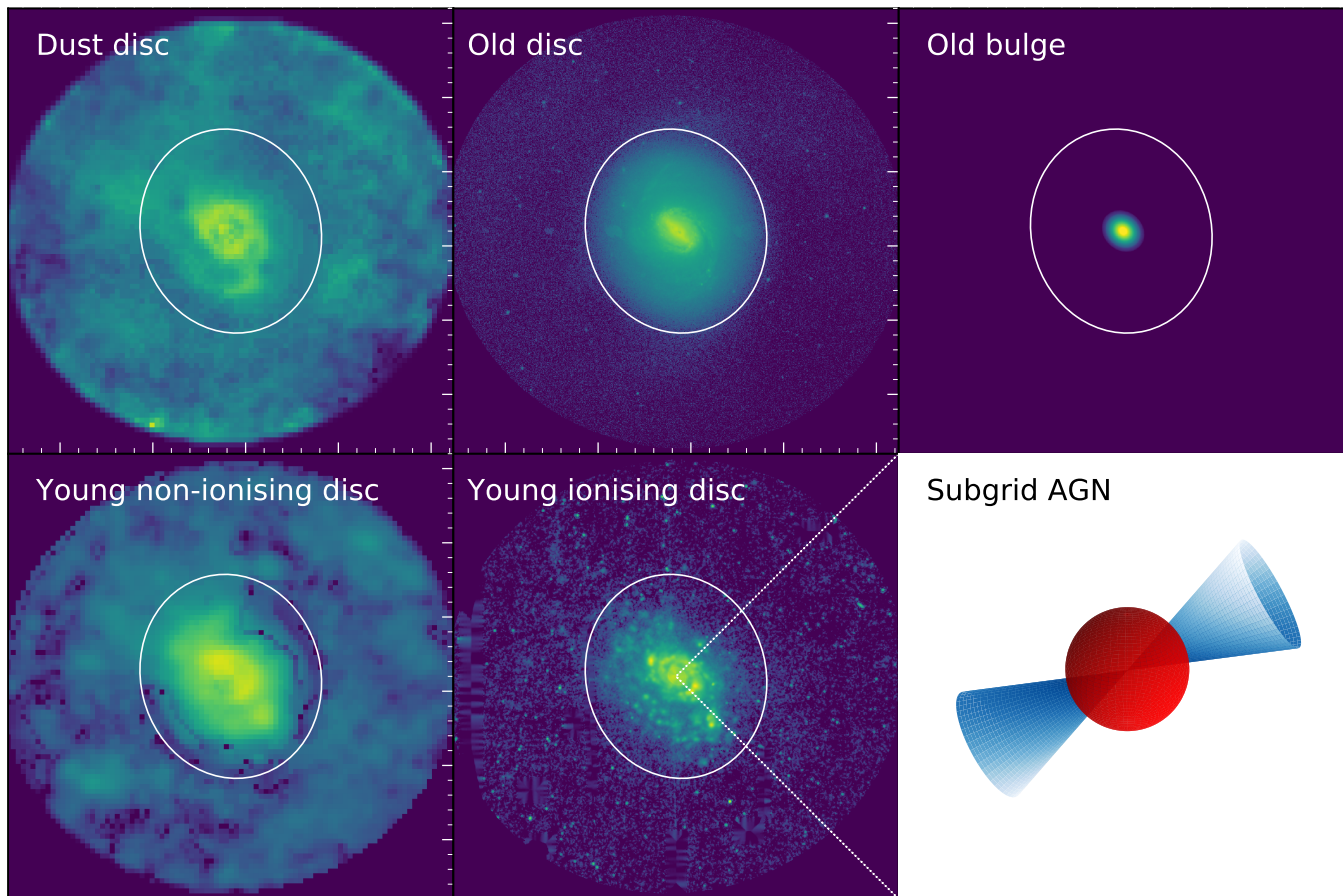 Dust disc
Old disc
Old bulge
Young non-ionising disc
Young ionising disc
Subgrid AGN